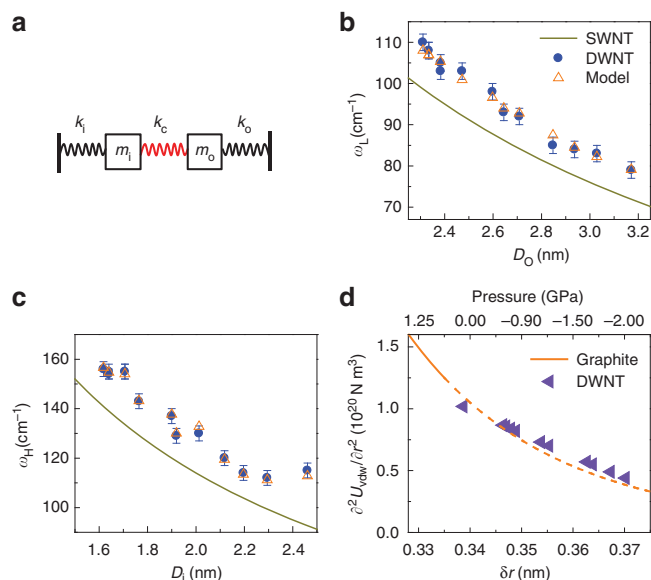 a
k_i k_c k_o
m_i m_o
b
ω_L (cm⁻¹)
110
100
90
80
70
SWNT
DWNT
Model
2.4 2.6 2.8 3.0 3.2
D_O (nm)
c
ω_H(cm⁻¹)
160
140
120
100
1.6 1.8 2.0 2.2 2.4
D_i (nm)
d
Pressure (GPa)
1.25 0.00 –0.90 –1.50 –2.00
∂²U_vdw/∂r² (10²⁰ N m³)
1.5
1.0
0.5
0.0
Graphite
DWNT
0.33 0.34 0.35 0.36 0.37
δr (nm)